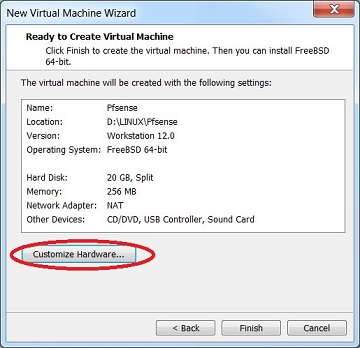 New Virtual Machine Wizard
Ready to Create Virtual Machine
Click Finish to create the virtual machine. Then you can install FreeBSD
64-bit.
The virtual machine will be created with the following settings:
Name: Pfsense
Location: D:\LINUX\Pfsense
Version: Workstation 12.0
Operating System: FreeBSD 64-bit
Hard Disk: 20 GB, Split
Memory: 256 MB
Network Adapter: NAT
Other Devices: CD/DVD, USB Controller, Sound Card
Customize Hardware...
< Back Finish Cancel